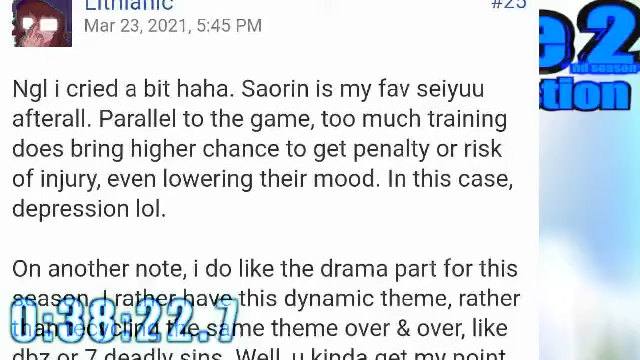 Lithianic
#25
Mar 23, 2021, 5:45 PM
e 2
nd season
tion
Ngl i cried a bit haha. Saorin is my fav seiyuu
afterall. Parallel to the game, too much training
does bring higher chance to get penalty or risk
of injury, even lowering their mood. In this case,
depression lol.
On another note, i do like the drama part for this
season, I rather have this dynamic theme, rather
0:38:22.7
than recycling the same theme over & over, like
dbz or 7 deadly sins. Well, u kinda get my point